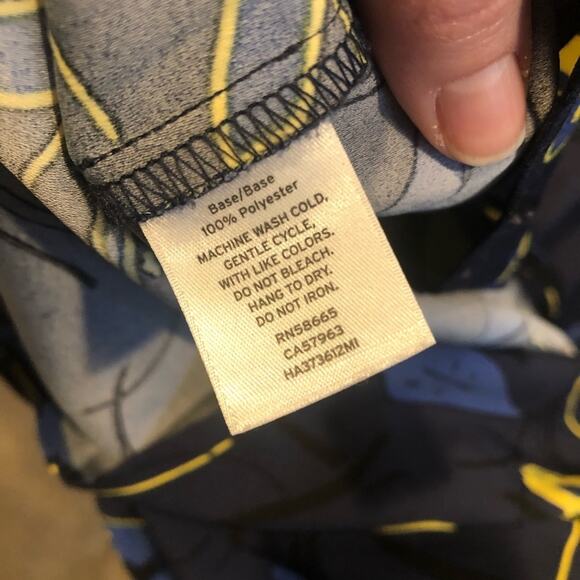 Base/Base
100% Polyester
MACHINE WASH COLD,
GENTLE CYCLE,
WITH LIKE COLORS.
DO NOT BLEACH.
HANG TO DRY.
DO NOT IRON.
RN58665
CA57963
HA373612MI